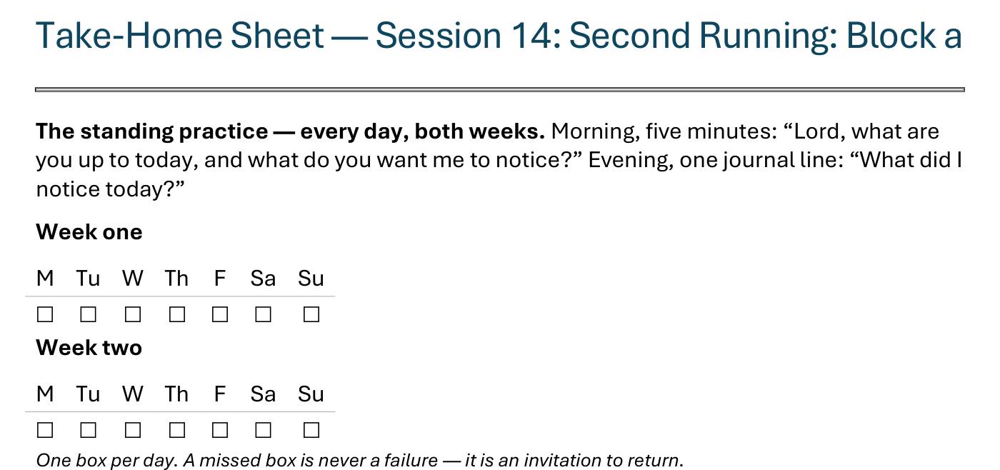 Take-Home Sheet — Session 14: Second Running: Block a
The standing practice — every day, both weeks. Morning, five minutes: “Lord, what are
you up to today, and what do you want me to notice?” Evening, one journal line: “What did I
notice today?”
Week one
M Tu W Th F Sa Su
☐ ☐ ☐ ☐ ☐ ☐ ☐
Week two
M Tu W Th F Sa Su
☐ ☐ ☐ ☐ ☐ ☐ ☐
One box per day. A missed box is never a failure — it is an invitation to return.